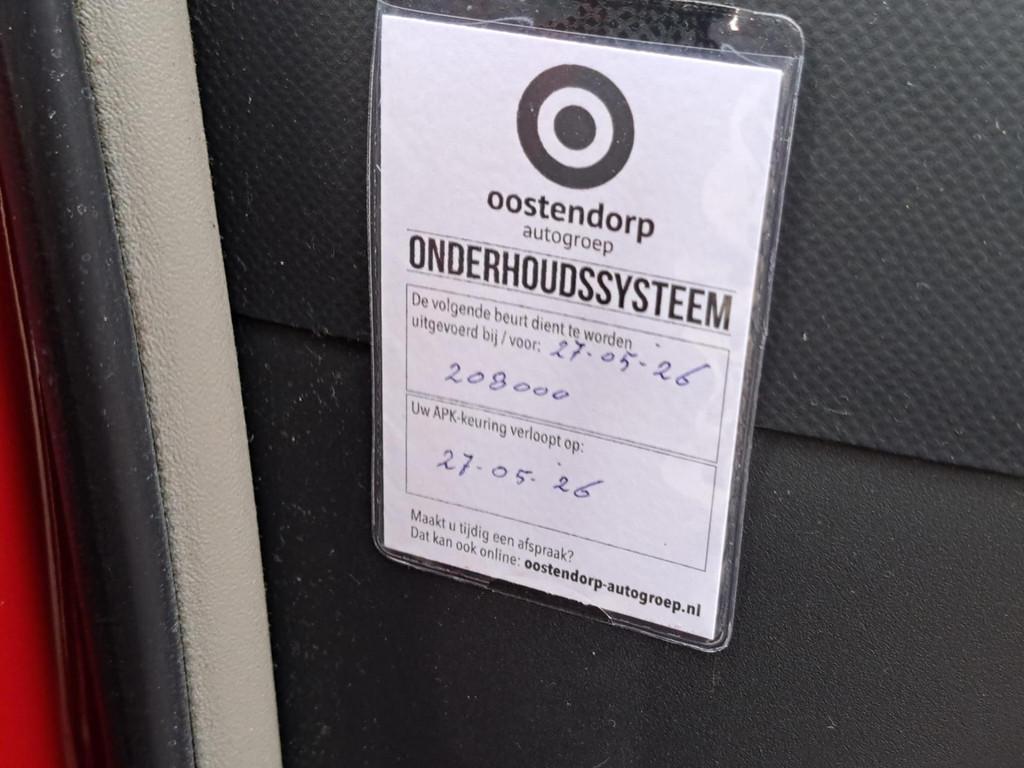 oostendorp
autogroep
ONDERHOUDSSYSTEEM
De volgende beurt dient te worden
uitgevoerd bij / voor: 27-05-26
208000
Uw APK-keuring verloopt op:
27-05-26
Maakt u tijdig een afspraak?
Dat kan ook online: oostendorp-autogroep.nl